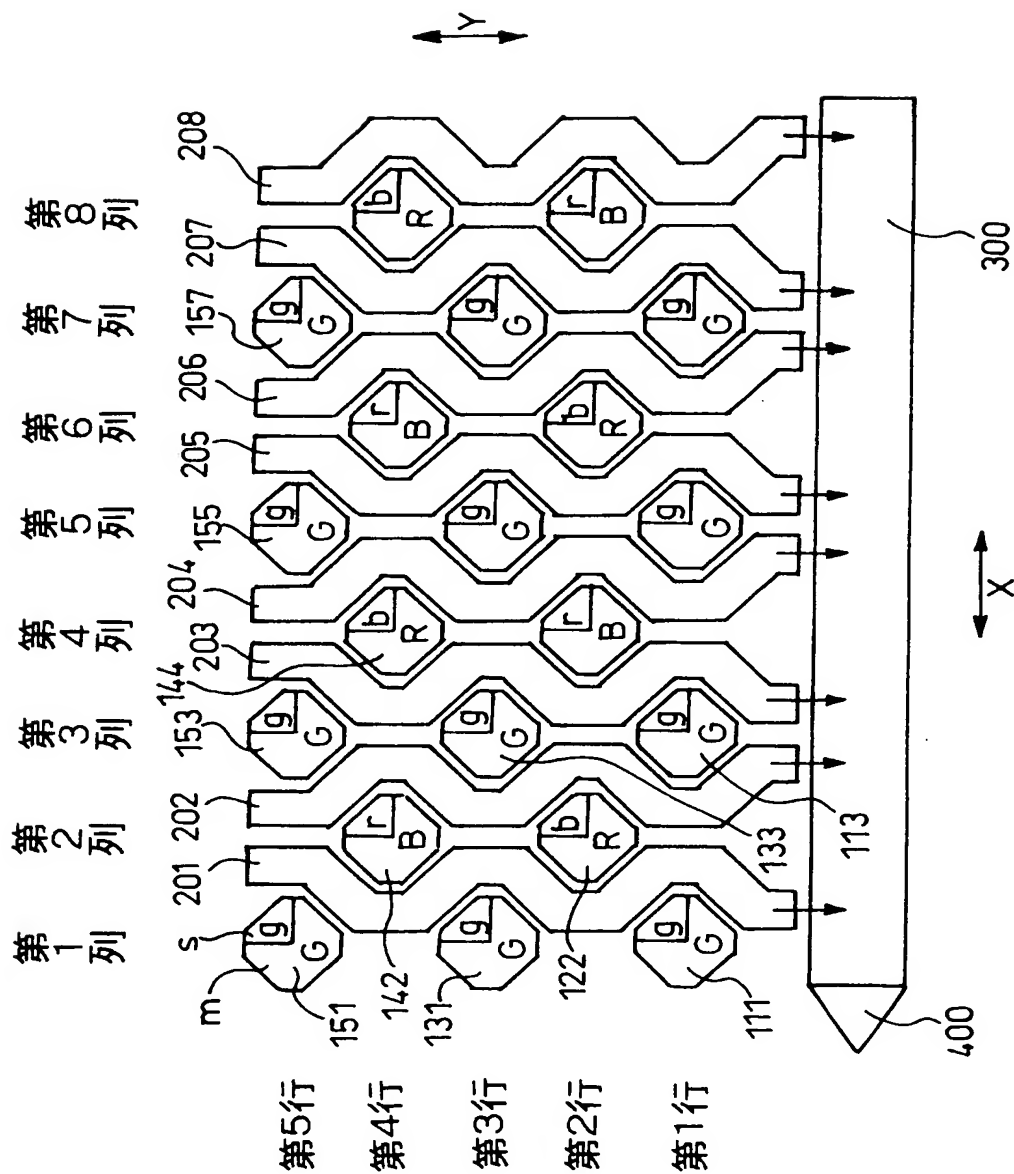 第1列 第2列 第3列 第4列 第5列 第6列 第7列 第8列
201 202 203 204 205 206 207 208
m s 151 153 144 155 157
第5行 g G g G g G g G
第4行 r B b R r B b R
142
第3行 g G g G g G g G
131 133
第2行 b R r B b R r B
122
第1行 g G g G g G g G
111 113
300
400
X
Y